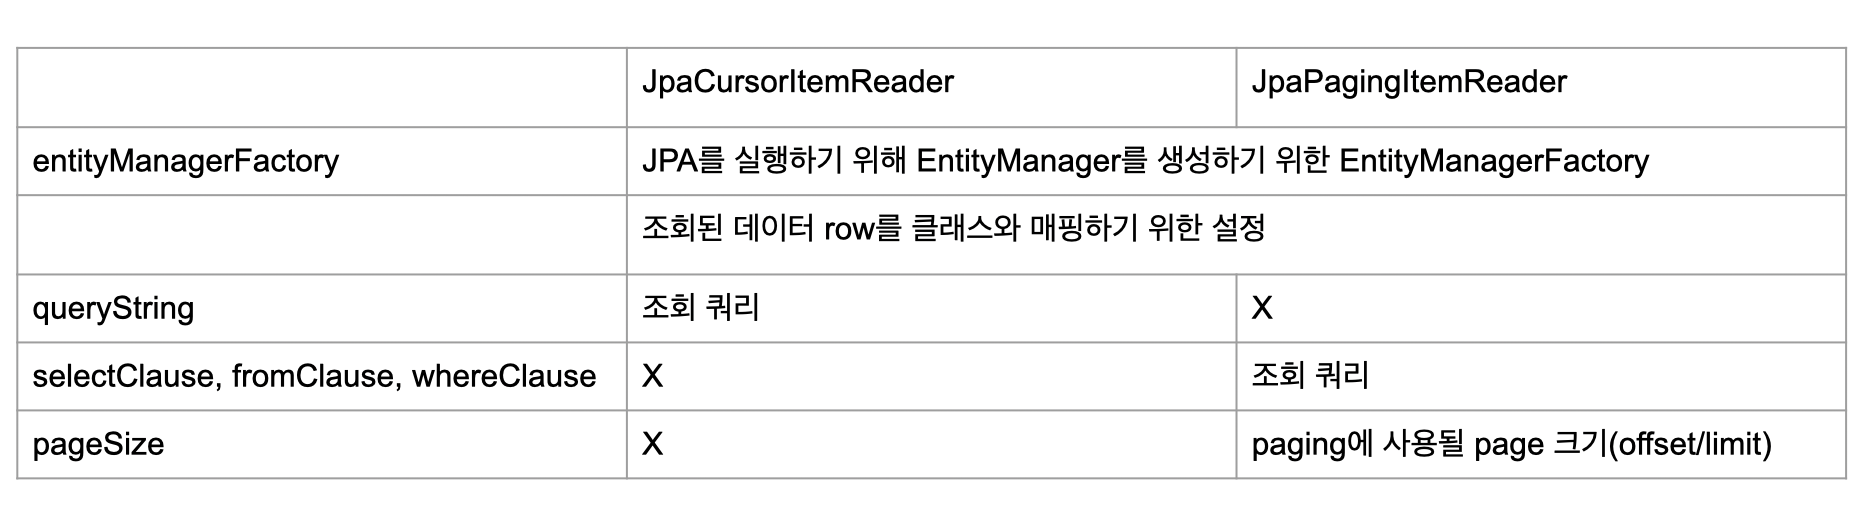 JpaCursorItemReader JpaPagingItemReader
entityManagerFactory JPA를 실행하기 위해 EntityManager를 생성하기 위한 EntityManagerFactory
조회된 데이터 row를 클래스와 매핑하기 위한 설정
queryString 조회 쿼리 X
selectClause, fromClause, whereClause X 조회 쿼리
pageSize X paging에 사용될 page 크기(offset/limit)